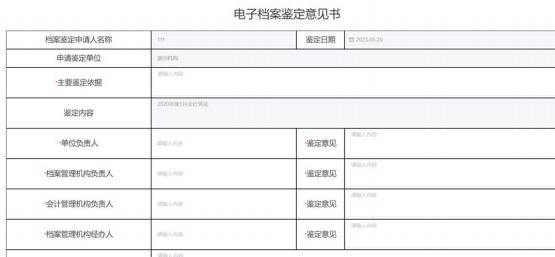 电子档案鉴定意见书
档案鉴定申请人名称 111 鉴定日期 2023-05-29
申请鉴定单位 演示机构
*主要鉴定依据 请输入内容
鉴定内容 2020年度1月会计凭证
*单位负责人 请输入内容 *鉴定意见 请输入内容
*档案管理机构负责人 请输入内容 *鉴定意见 请输入内容
*会计管理机构负责人 请输入内容 *鉴定意见 请输入内容
*档案管理机构经办人 请输入内容 *鉴定意见 请输入内容
请输入内容